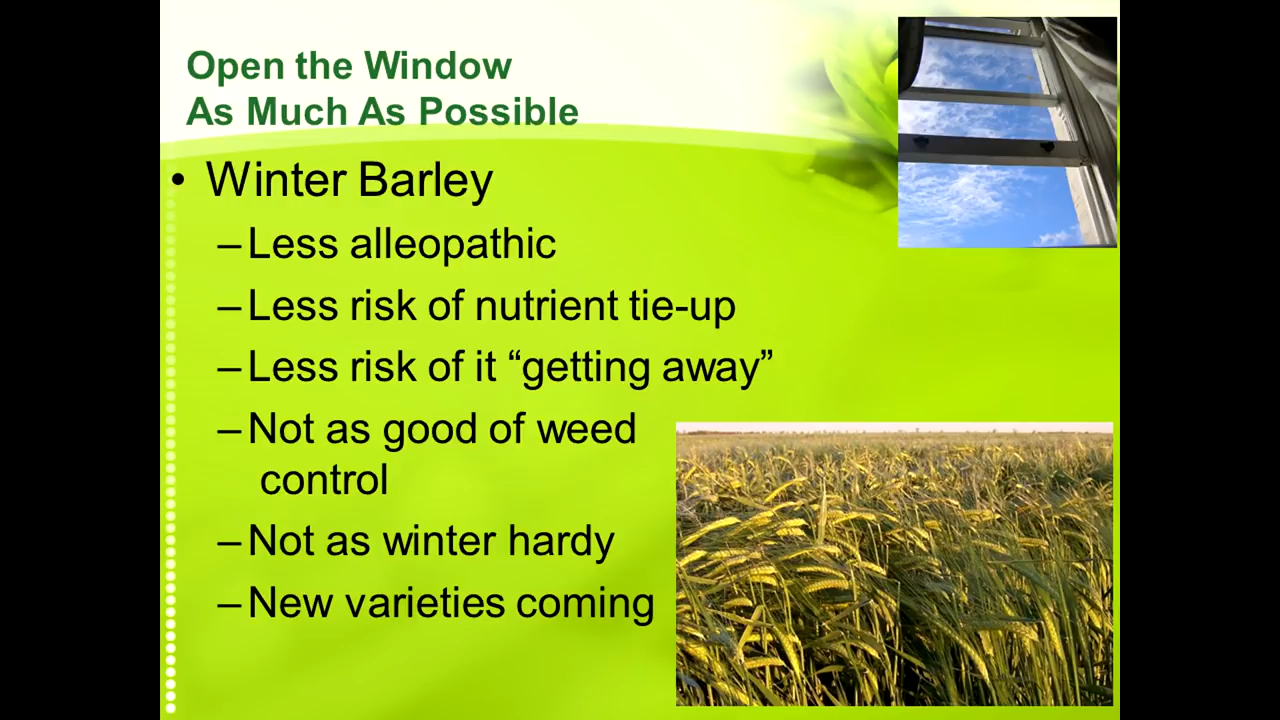 Open the Window
As Much As Possible
• Winter Barley
–Less alleopathic
–Less risk of nutrient tie-up
–Less risk of it “getting away”
–Not as good of weed
control
–Not as winter hardy
–New varieties coming